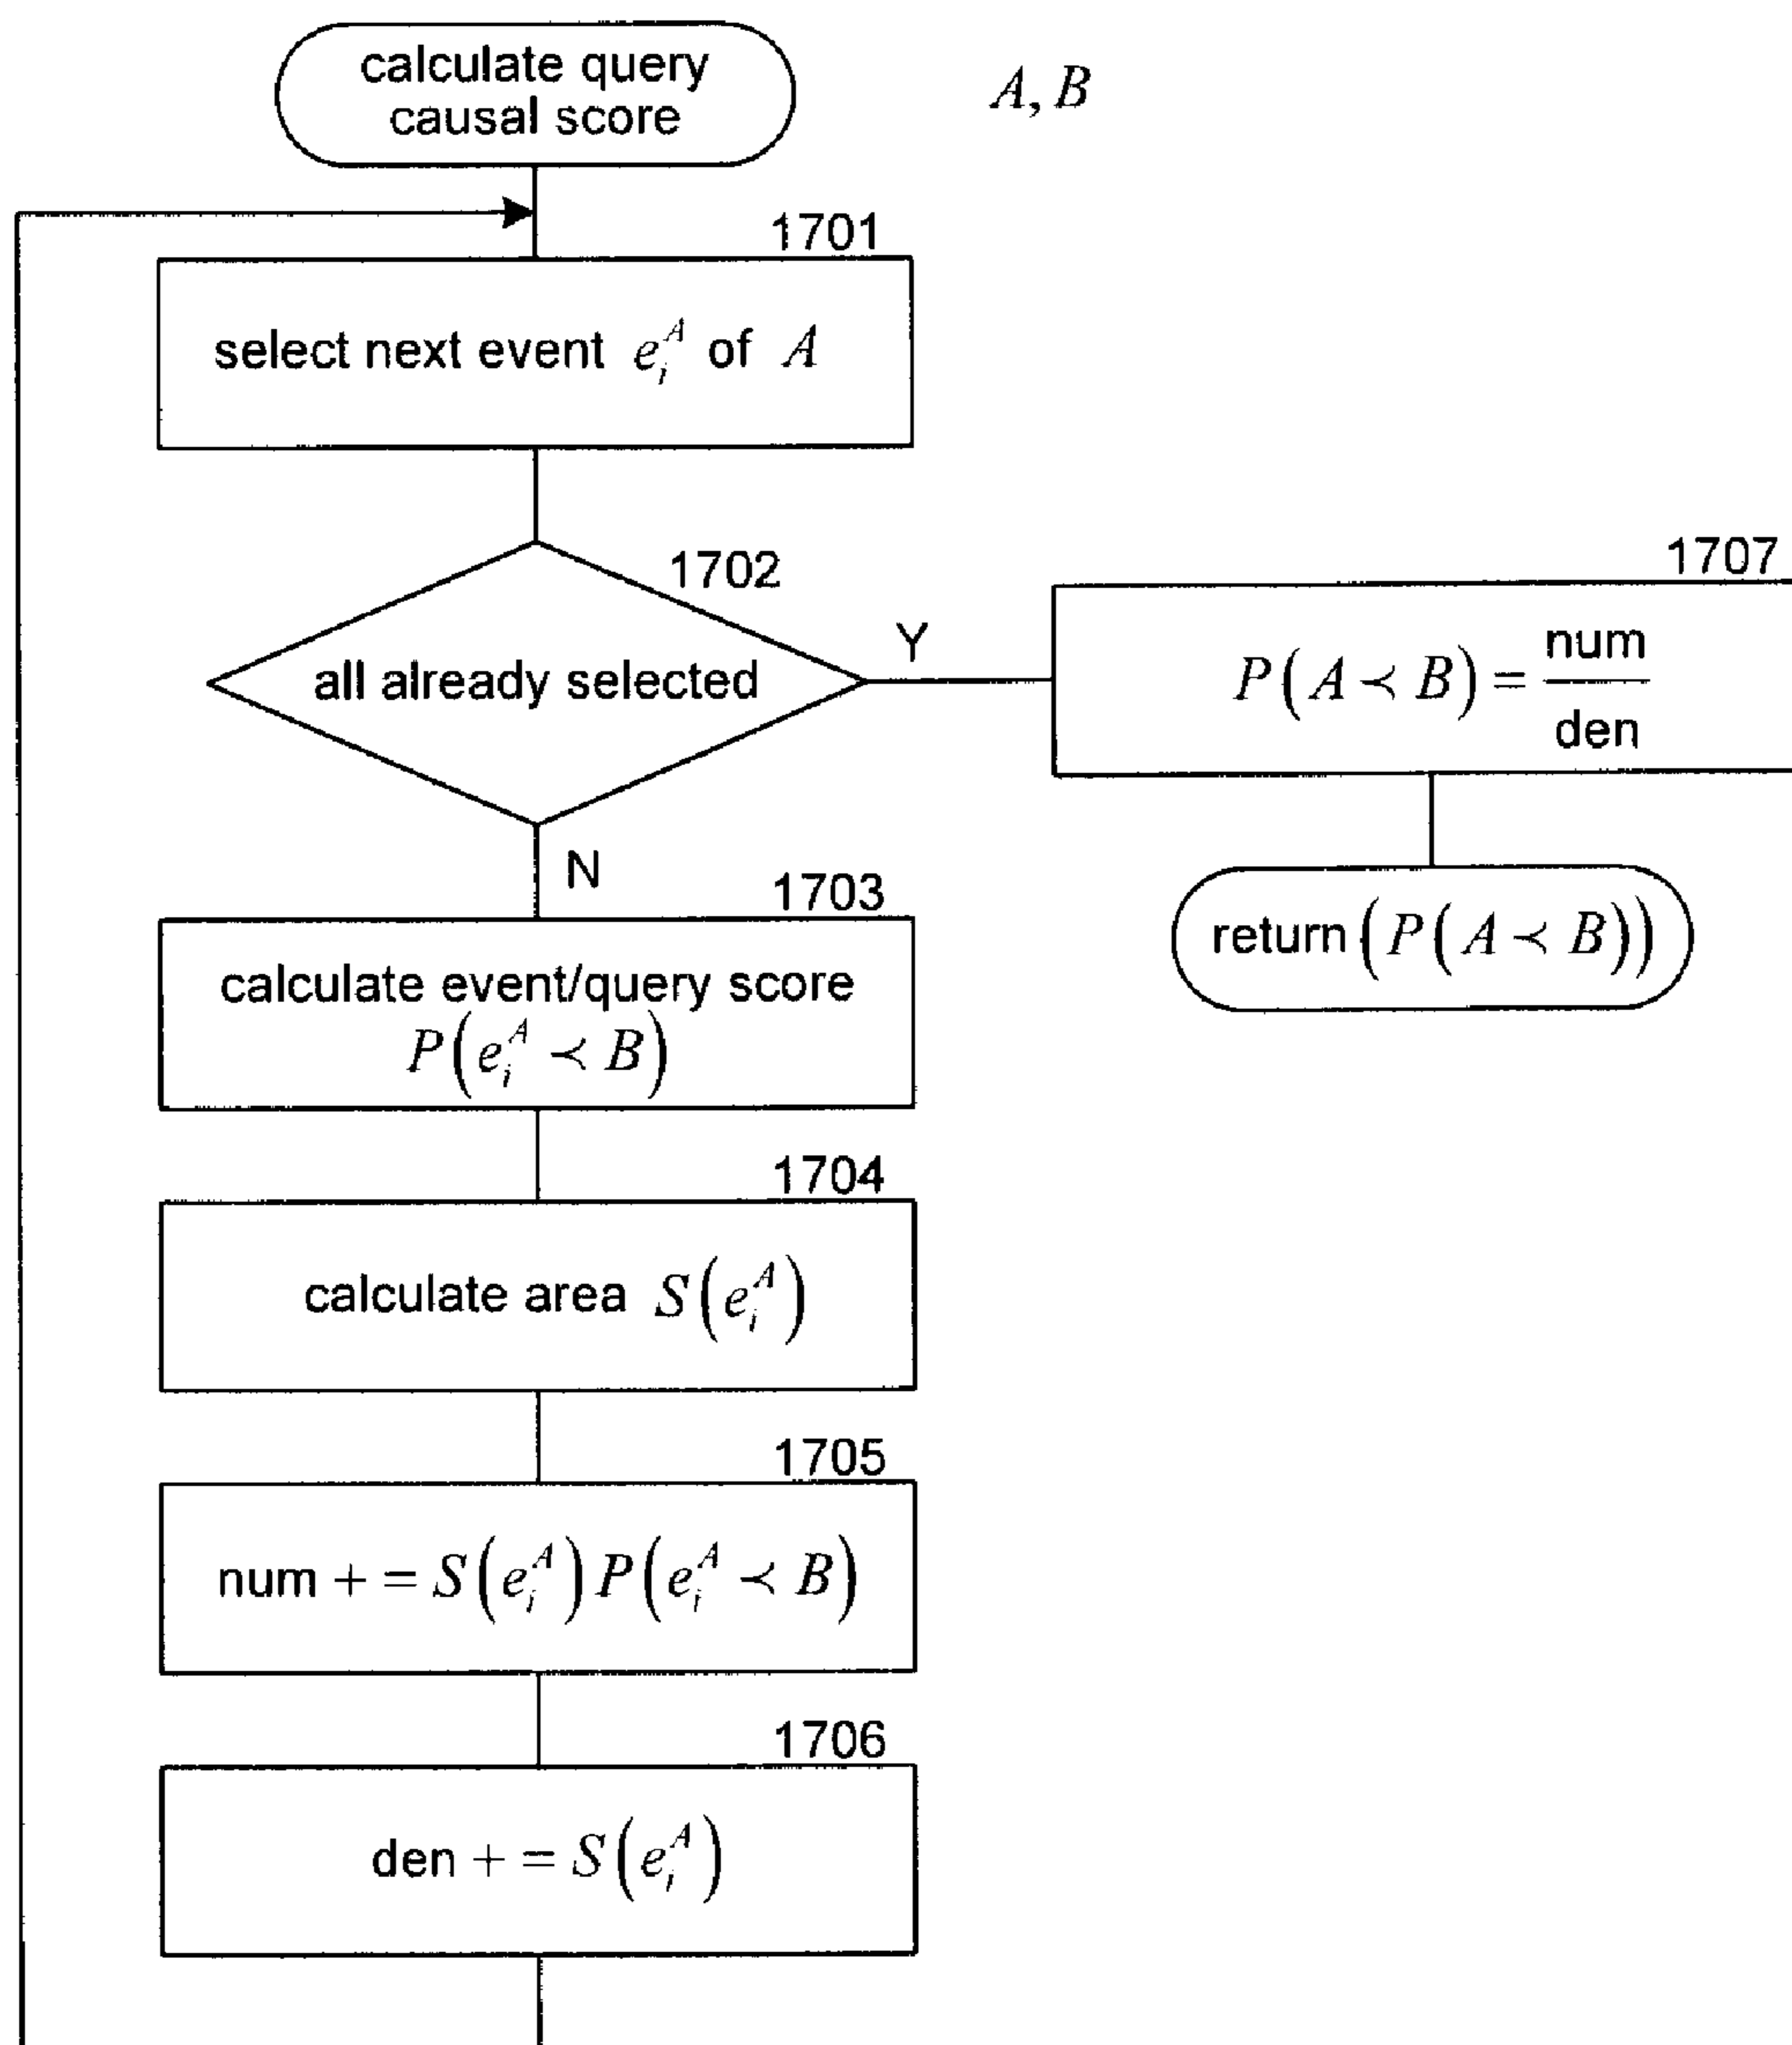 calculate query
causal score
A, B
1701
select next event e_i^A of A
1702
all already selected
Y
N
1707
P(A ≺ B) = num / den
return(P(A ≺ B))
1703
calculate event/query score
P(e_i^A ≺ B)
1704
calculate area S(e_i^A)
1705
num + = S(e_i^A) P(e_i^A ≺ B)
1706
den + = S(e_i^A)